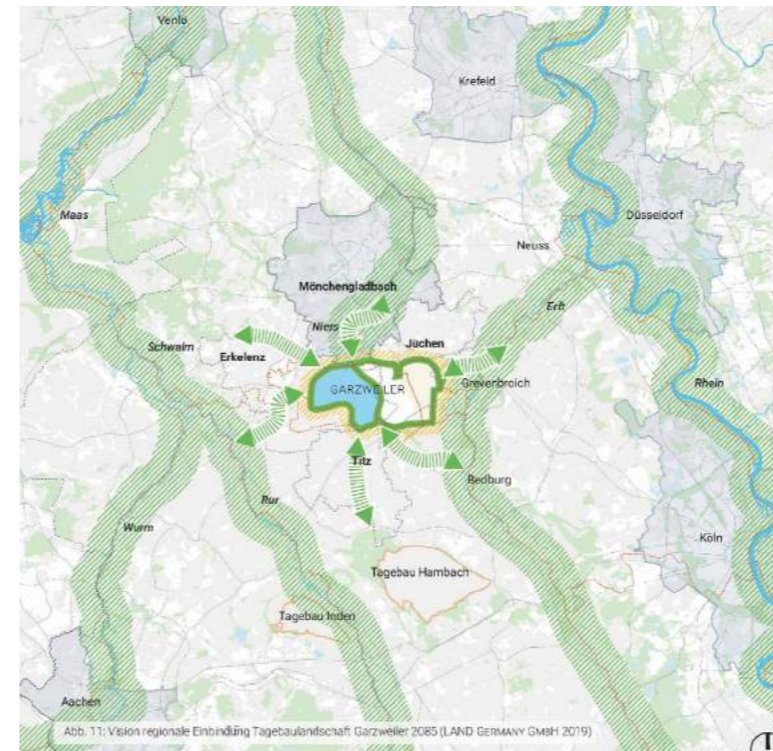 Venlo
Krefeld
Maas
Düsseldorf
Neuss
Mönchengladbach
Erft
Niers
Schwalm
Jüchen
Erkelenz
GARZWEILER
Grevenbroich
Rhein
Titz
Bedburg
Rur
Wurm
Köln
Tagebau Hambach
Tagebau Inden
Aachen
Abb. 11: Vision regionale Einbindung Tagebaulandschaft Garzweiler 2085 (LAND GERMANY GMBH 2019)